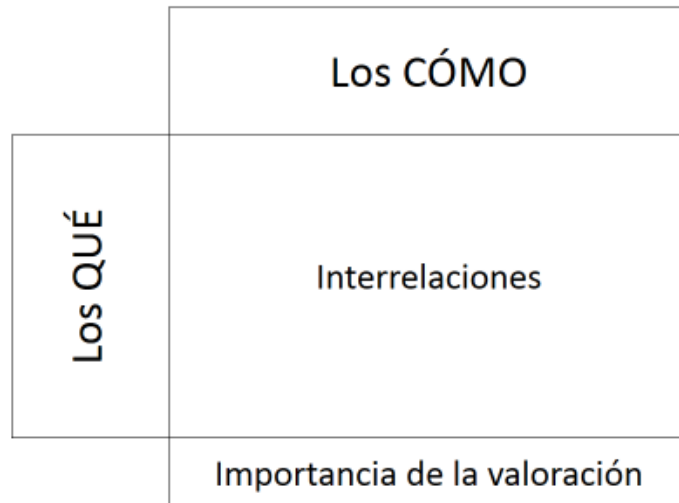 Los CÓMO
Los QUÉ
Interrelaciones
Importancia de la valoración